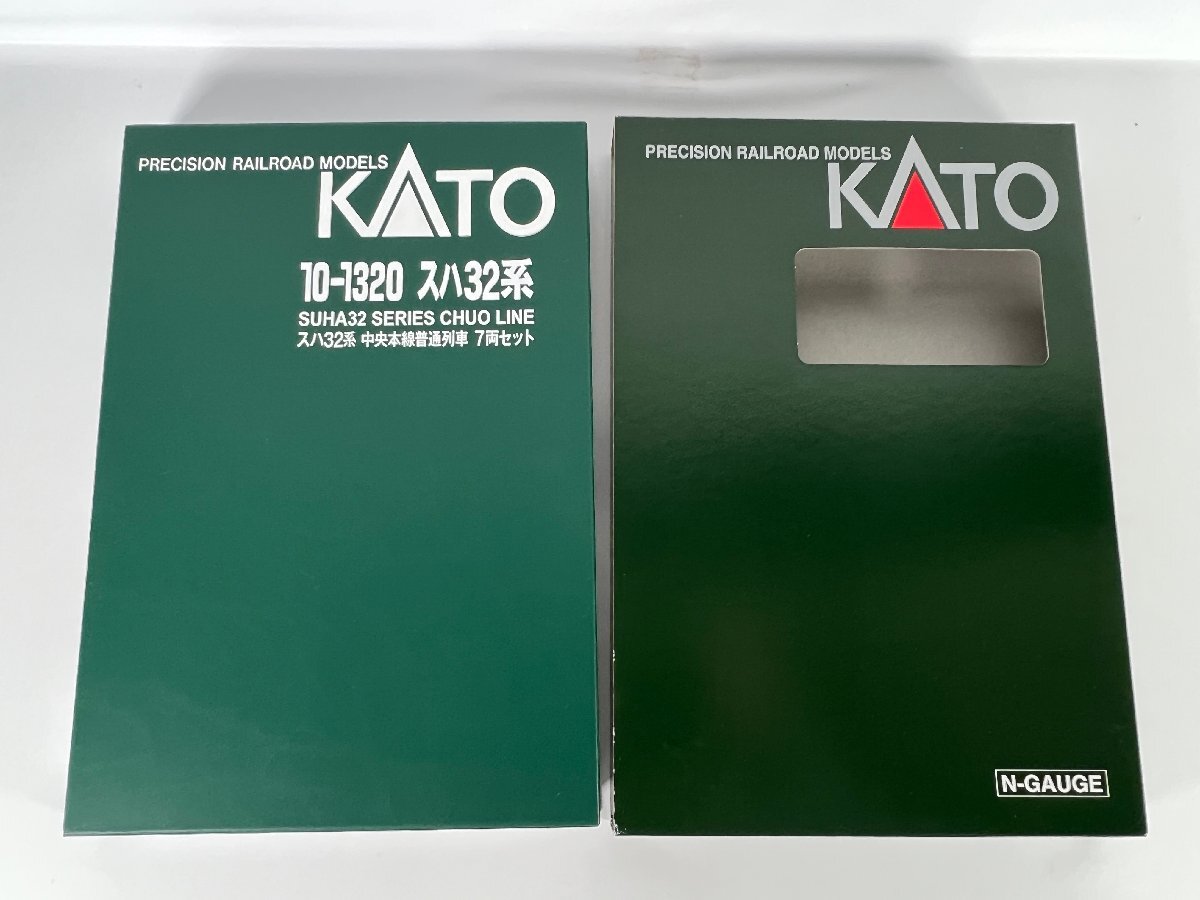 PRECISION RAILROAD MODELS
KATO
10-1320 スハ32系
SUHA32 SERIES CHUO LINE
スハ32系 中央本線普通列車 7両セット
PRECISION RAILROAD MODELS
KATO
N-GAUGE